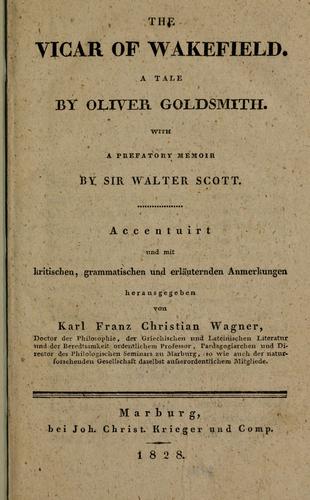 THE
VICAR OF WAKEFIELD.
A TALE
BY OLIVER GOLDSMITH.
WITH
A PREFATORY MEMOIR
BY SIR WALTER SCOTT.
Accentuirt
und mit
kritischen, grammatischen und erläuternden Anmerkungen
herausgegeben
von
Karl Franz Christian Wagner,
Doctor der Philosophie, der Griechischen und Lateinischen Literatur
und der Beredtsamkeit ordentlichem Professor, Paedagogiarchen und Di-
rector des Philologischen Seminars zu Marburg, so wie auch der natur-
forschenden Gesellschaft daselbst außerordentlichem Mitgliede.
Marburg,
bei Joh. Christ. Krieger und Comp.
1828.